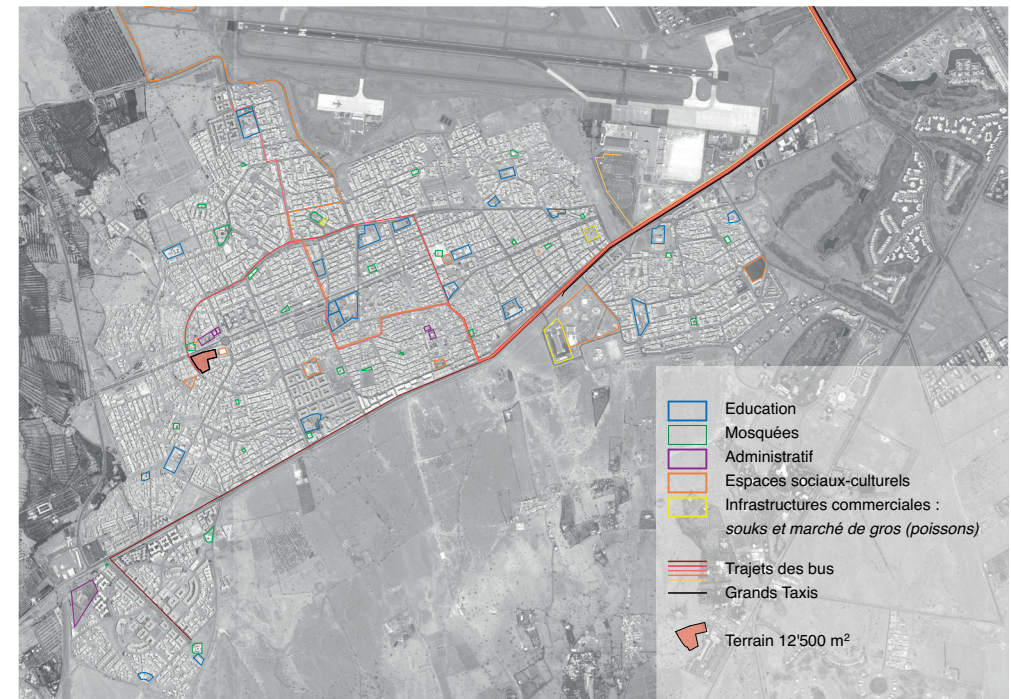 Education
Mosquées
Administratif
Espaces sociaux-culturels
Infrastructures commerciales :
souks et marché de gros (poissons)
Trajets des bus
Grands Taxis
Terrain 12'500 m²